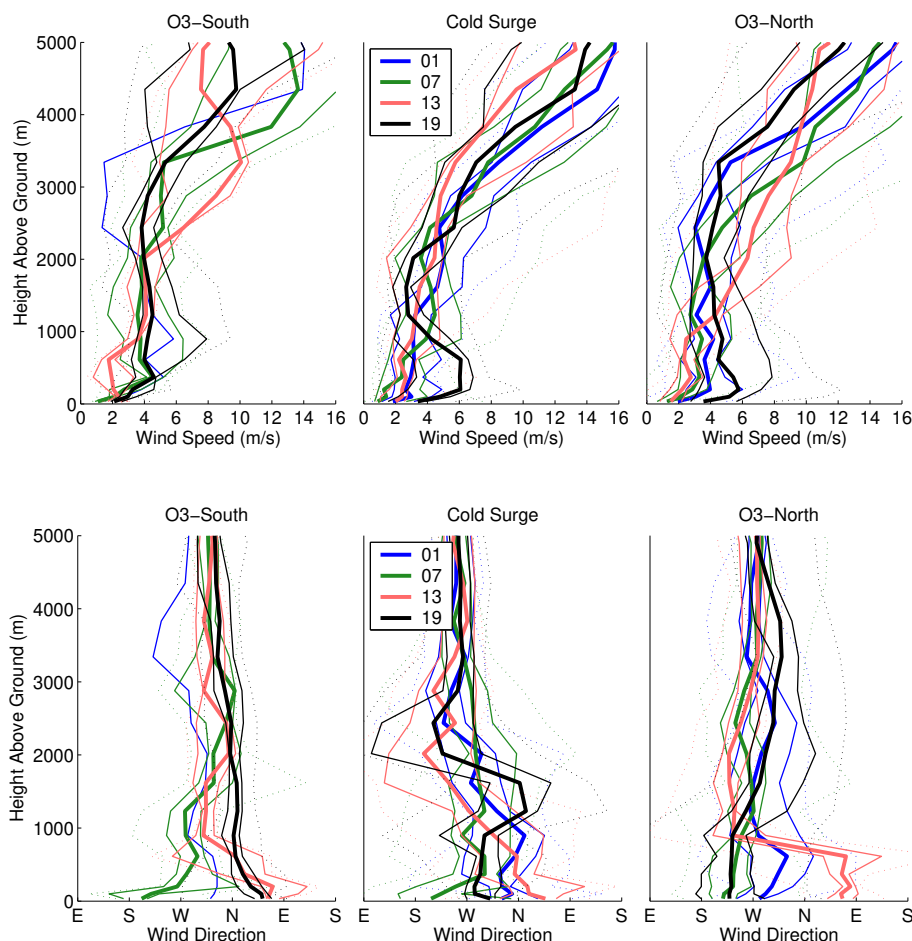 O3−South
Cold Surge
O3−North
5000
4000
3000
2000
1000
0
Height Above Ground (m)
01
07
13
19
0 2 4 6 8 10 12 14 16
0 2 4 6 8 10 12 14 16
0 2 4 6 8 10 12 14 16
Wind Speed (m/s)
Wind Speed (m/s)
Wind Speed (m/s)
O3−South
Cold Surge
O3−North
5000
4000
3000
2000
1000
0
Height Above Ground (m)
01
07
13
19
E S W N E S
E S W N E S
E S W N E S
Wind Direction
Wind Direction
Wind Direction